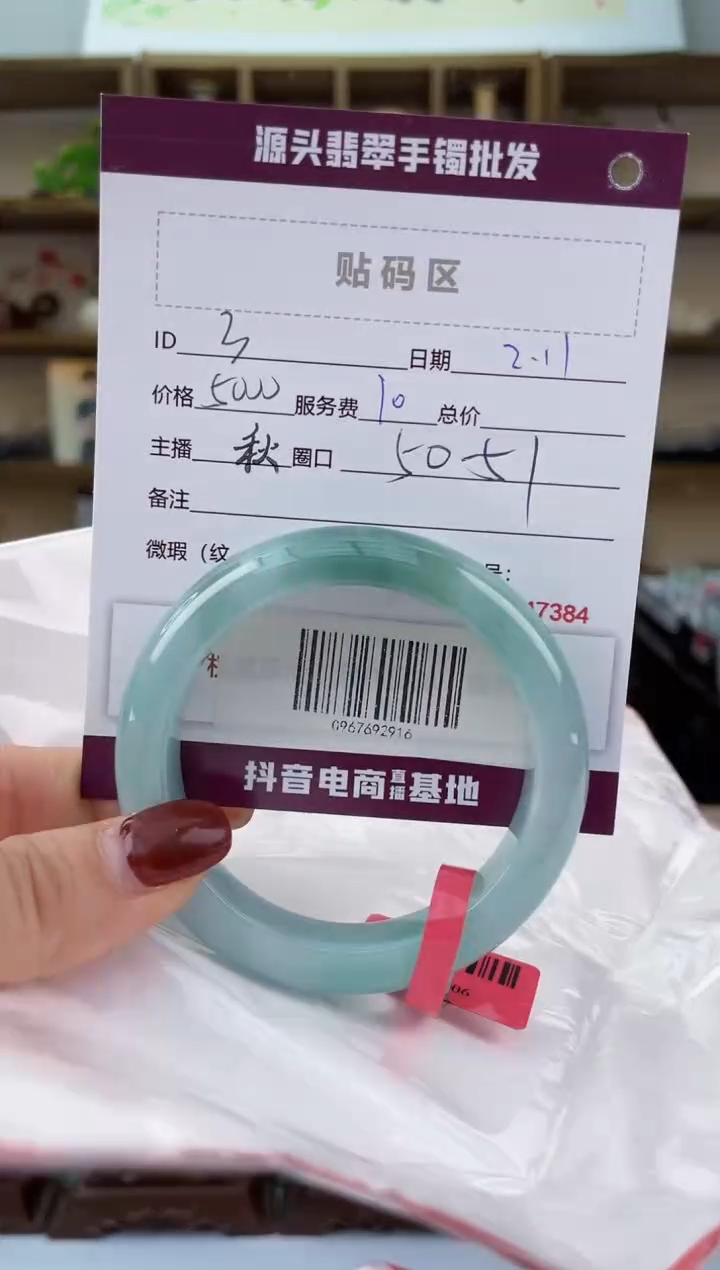 源头翡翠手镯批发
贴码区
ID 3 日期 2.11
价格 5000 服务费 10 总价
主播 秋 圈口 50-51
备注
微瑕（纹 号：
17384
0967692916
抖音电商直播基地
06